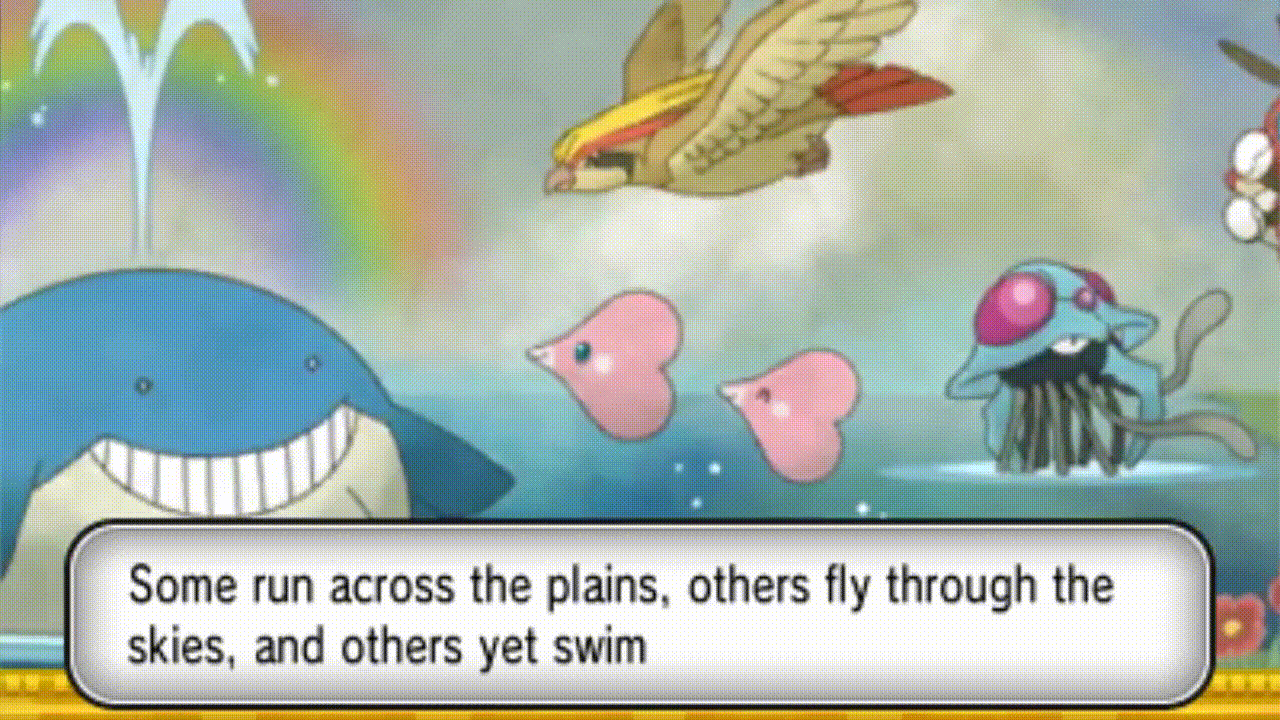 Some run across the plains, others fly through the
skies, and others yet swim